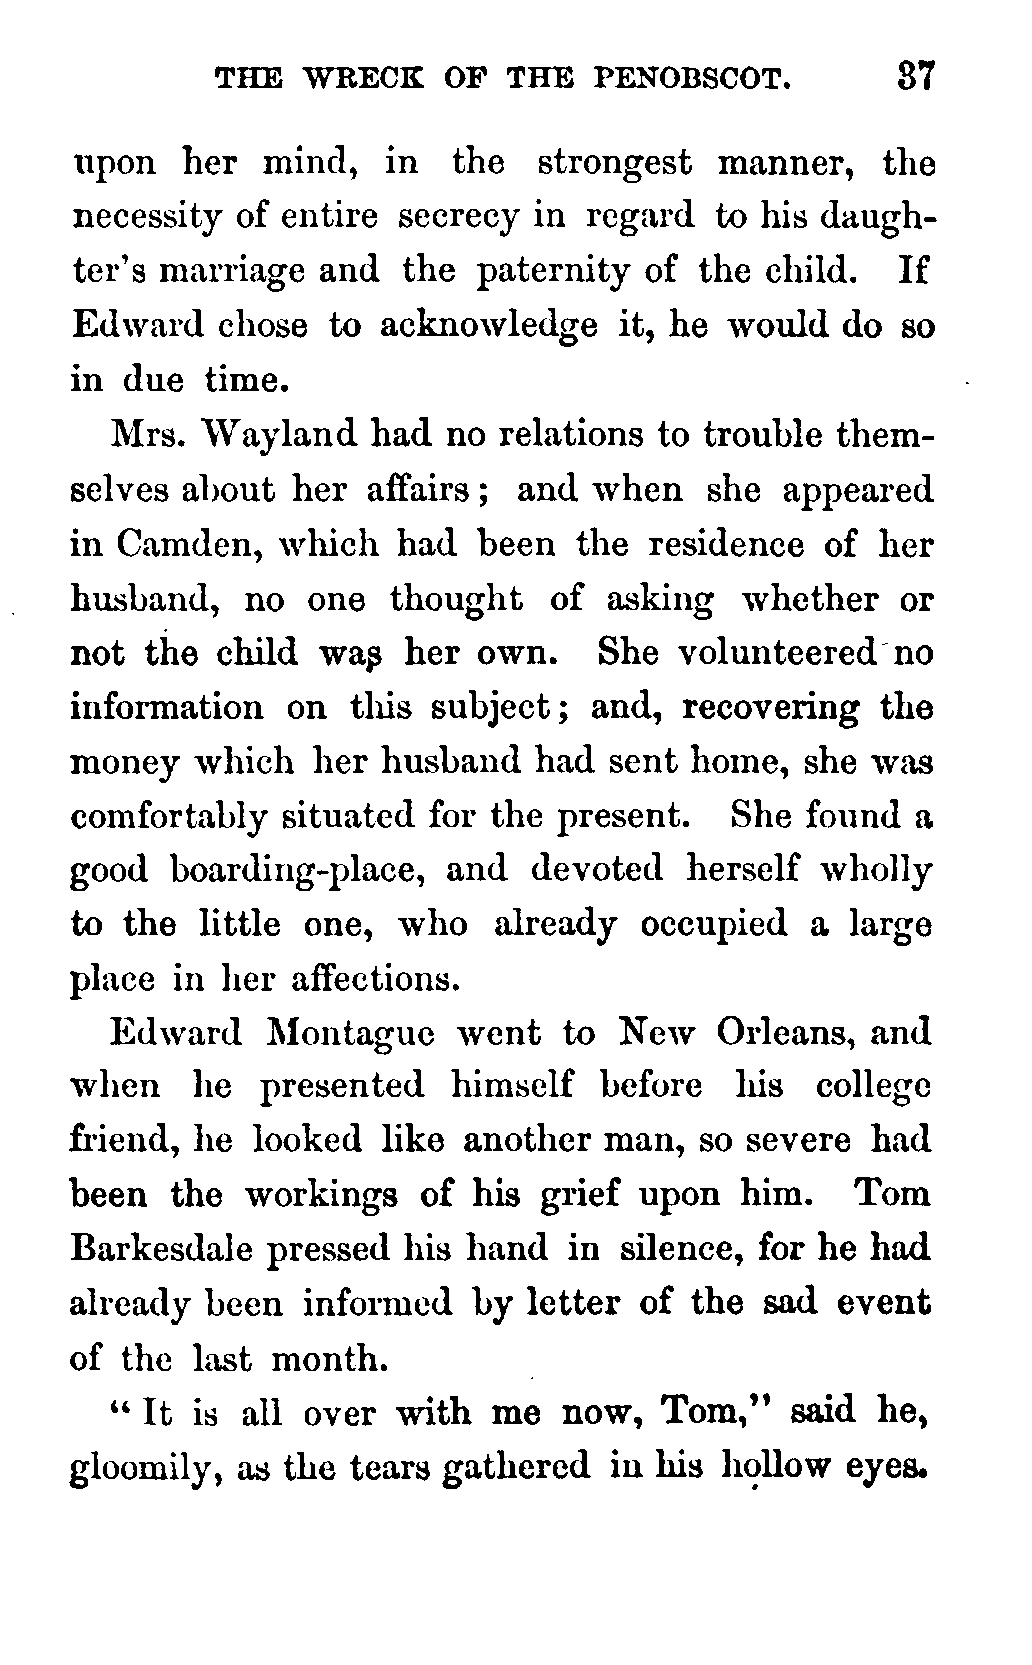 THE WRECK OF THE PENOBSCOT. 37
upon her mind, in the strongest manner, the
necessity of entire secrecy in regard to his daugh-
ter's marriage and the paternity of the child. If
Edward chose to acknowledge it, he would do so
in due time.
Mrs. Wayland had no relations to trouble them-
selves about her affairs; and when she appeared
in Camden, which had been the residence of her
husband, no one thought of asking whether or
not the child was her own. She volunteered no
information on this subject; and, recovering the
money which her husband had sent home, she was
comfortably situated for the present. She found a
good boarding-place, and devoted herself wholly
to the little one, who already occupied a large
place in her affections.
Edward Montague went to New Orleans, and
when he presented himself before his college
friend, he looked like another man, so severe had
been the workings of his grief upon him. Tom
Barkesdale pressed his hand in silence, for he had
already been informed by letter of the sad event
of the last month.
"It is all over with me now, Tom," said he,
gloomily, as the tears gathered in his hollow eyes.